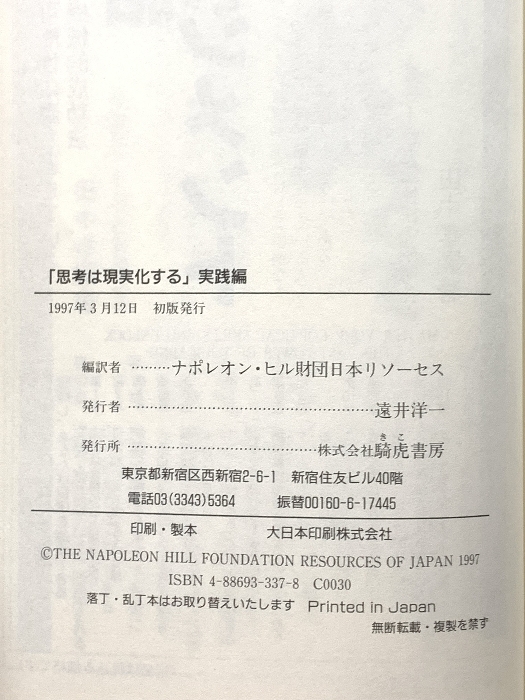 「思考は現実化する」実践編
1997年3月12日　初版発行
編訳者………ナポレオン・ヒル財団日本リソーセス
発行者…………………………………………遠井洋一
発行所………………………………株式会社騎虎書房
きこ
東京都新宿区西新宿2-6-1　新宿住友ビル40階
電話03(3343)5364　振替00160-6-17445
印刷・製本　大日本印刷株式会社
©THE NAPOLEON HILL FOUNDATION RESOURCES OF JAPAN 1997
ISBN 4-88693-337-8　C0030
落丁・乱丁本はお取り替えいたします　Printed in Japan
無断転載・複製を禁ず